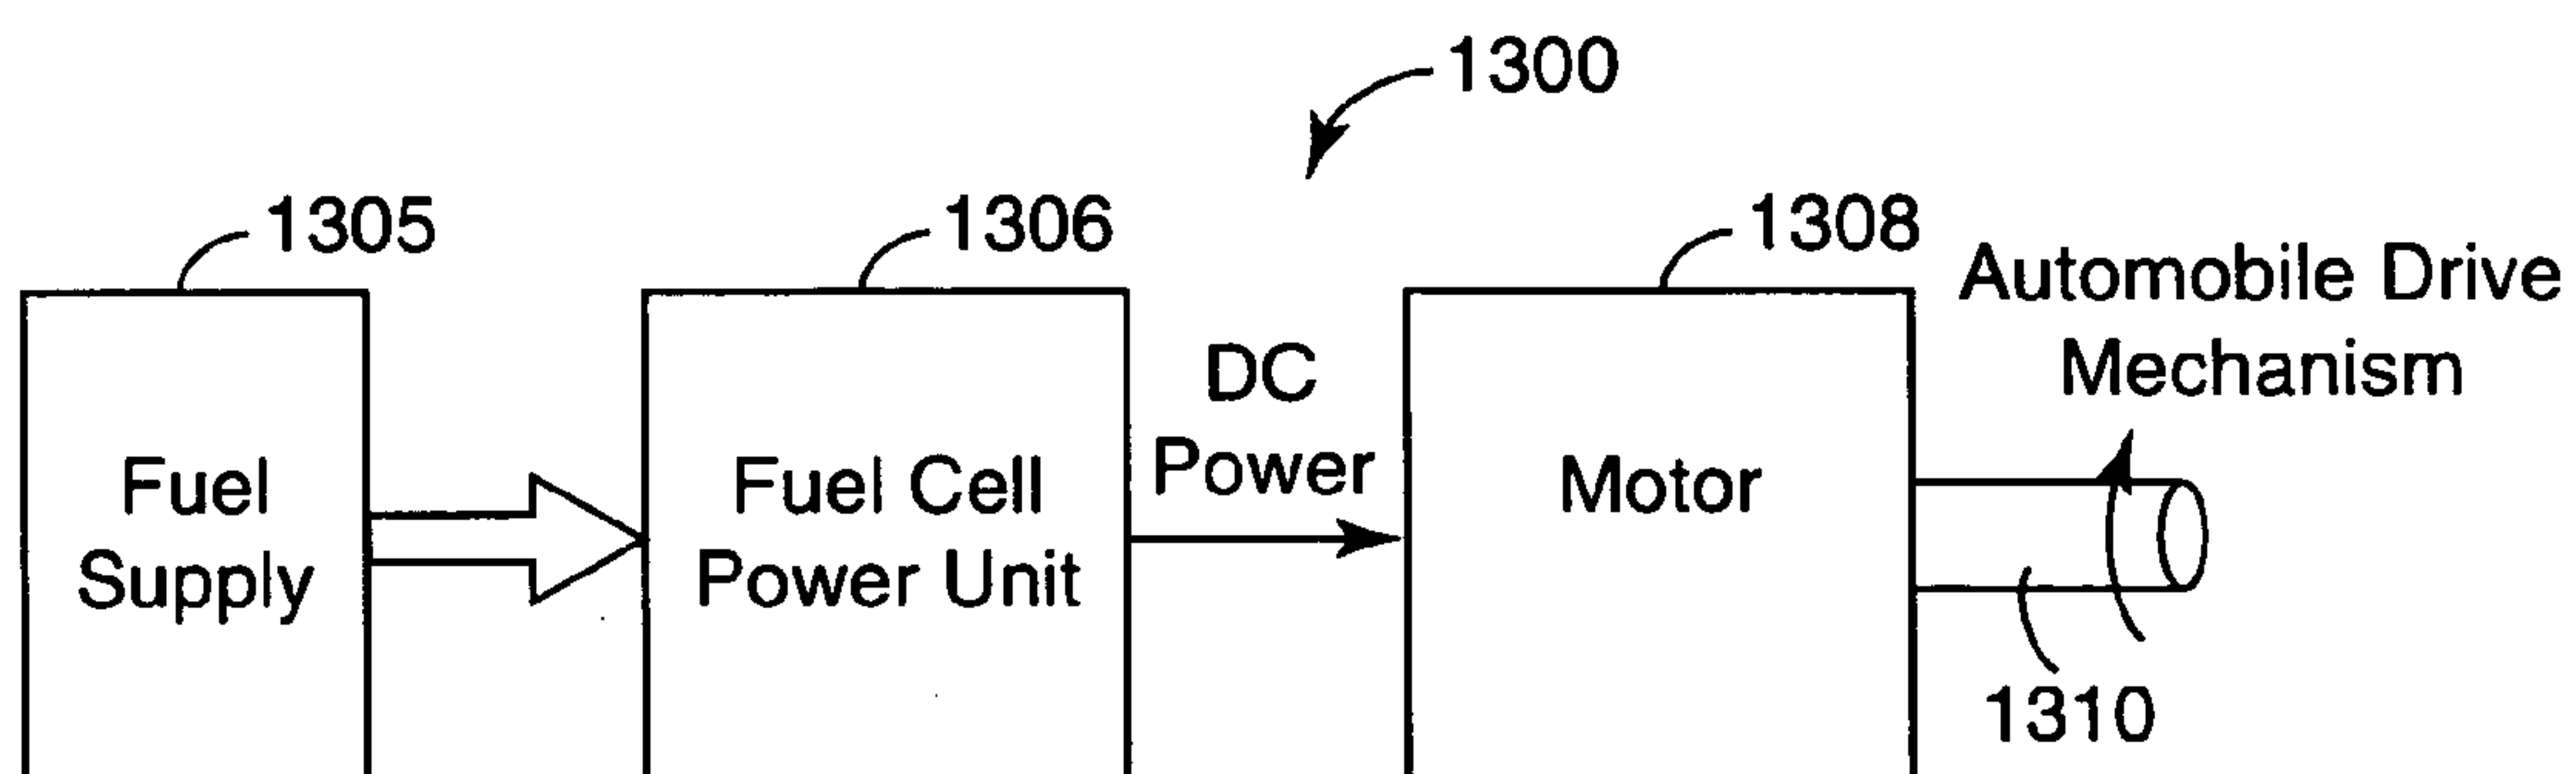 1300
1305
1306
1308
Automobile Drive
Mechanism
DC
Power
Fuel
Supply
Fuel Cell
Power Unit
Motor
1310